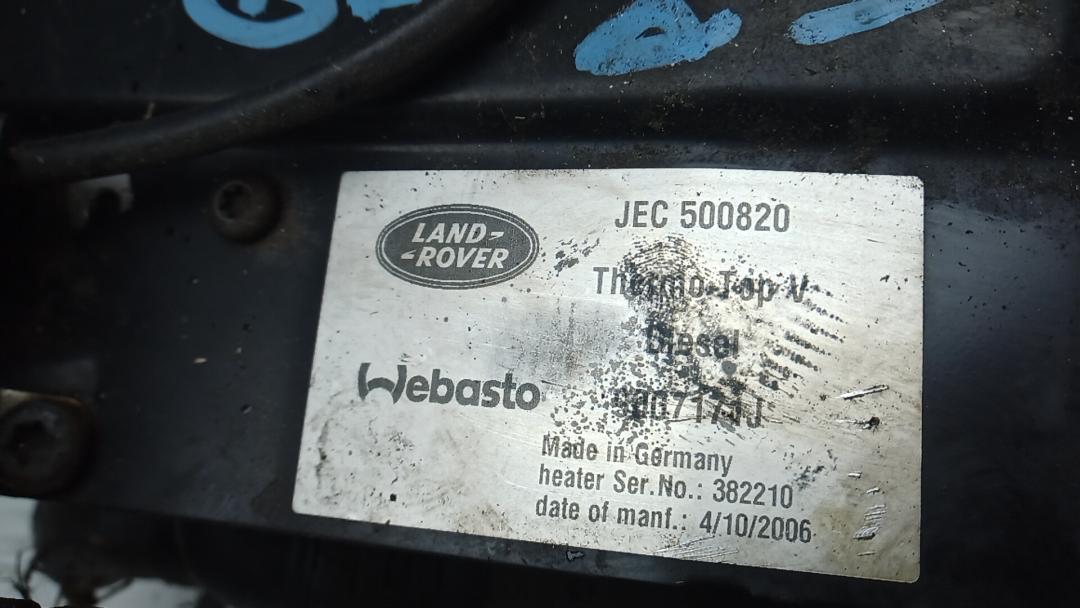 LAND-
-ROVER
JEC 500820
Thermo Top V
Diesel
Webasto
Made in Germany
heater Ser.No.: 382210
date of manf.: 4/10/2006